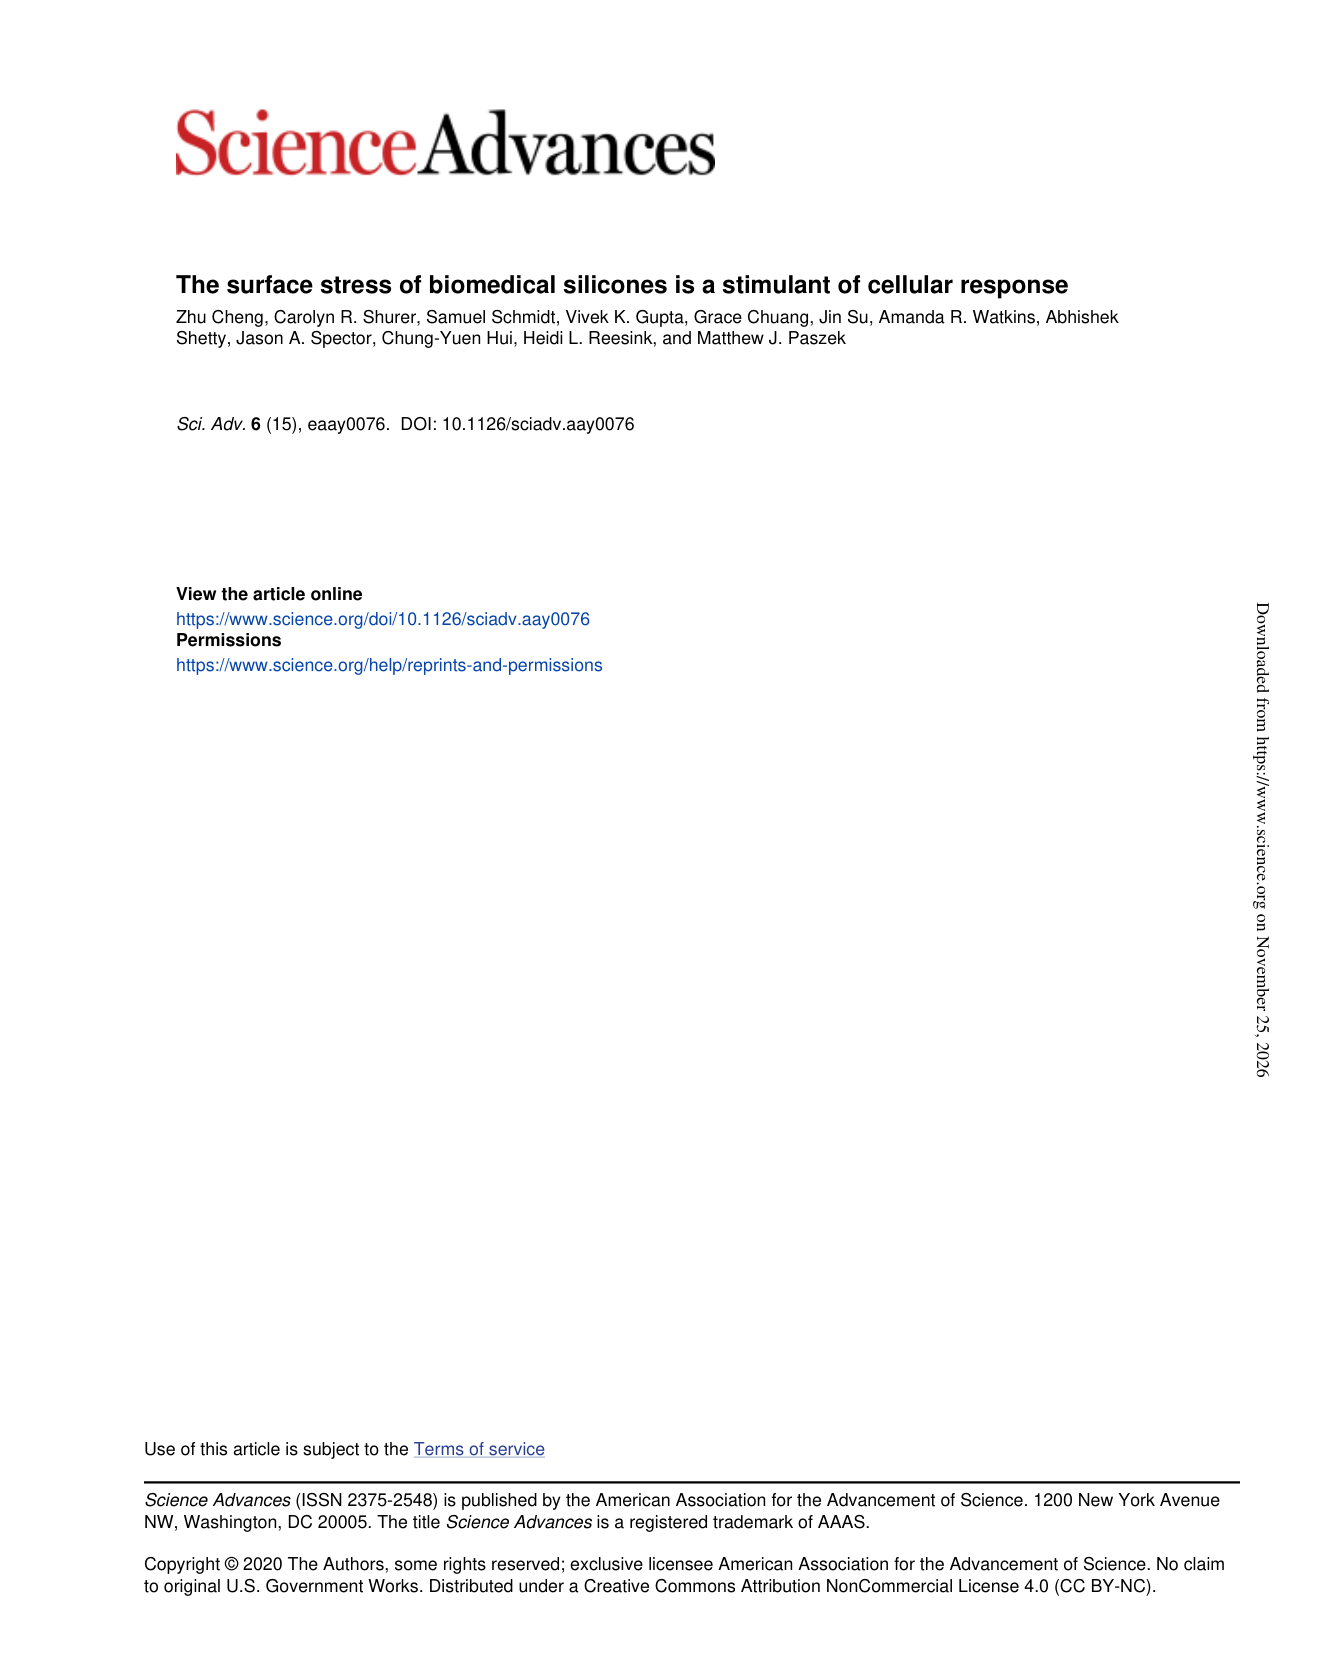 ScienceAdvances
The surface stress of biomedical silicones is a stimulant of cellular response
Zhu Cheng, Carolyn R. Shurer, Samuel Schmidt, Vivek K. Gupta, Grace Chuang, Jin Su, Amanda R. Watkins, Abhishek
Shetty, Jason A. Spector, Chung-Yuen Hui, Heidi L. Reesink, and Matthew J. Paszek
Sci. Adv. 6 (15), eaay0076. DOI: 10.1126/sciadv.aay0076
View the article online
https://www.science.org/doi/10.1126/sciadv.aay0076
Permissions
https://www.science.org/help/reprints-and-permissions
Downloaded from https://www.science.org on November 25, 2026
Use of this article is subject to the Terms of service
Science Advances (ISSN 2375-2548) is published by the American Association for the Advancement of Science. 1200 New York Avenue
NW, Washington, DC 20005. The title Science Advances is a registered trademark of AAAS.
Copyright © 2020 The Authors, some rights reserved; exclusive licensee American Association for the Advancement of Science. No claim
to original U.S. Government Works. Distributed under a Creative Commons Attribution NonCommercial License 4.0 (CC BY-NC).